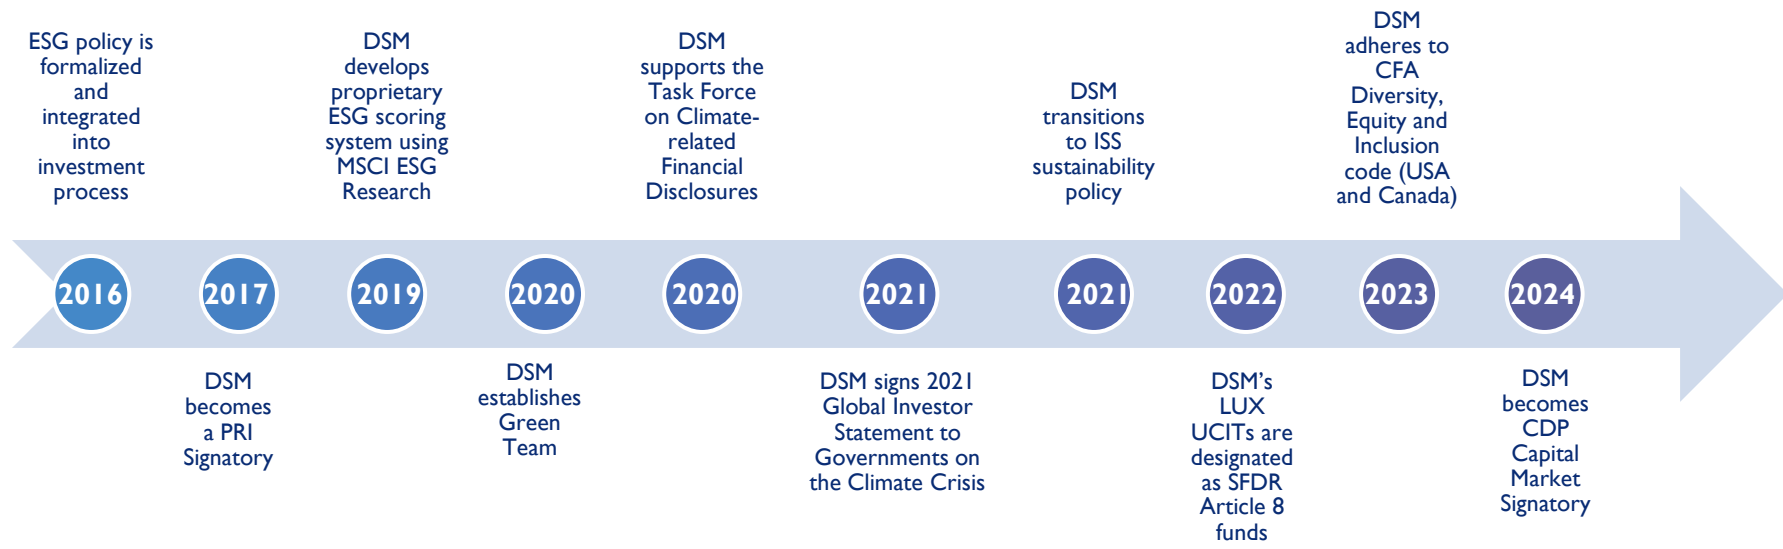 ESG policy is
formalized
and
integrated
into
investment
process
DSM
develops
proprietary
ESG scoring
system using
MSCI ESG
Research
DSM
supports the
Task Force
on Climate-
related
Financial
Disclosures
DSM
transitions
to ISS
sustainability
policy
DSM
adheres to
CFA
Diversity,
Equity and
Inclusion
code (USA
and Canada)
2016
2017
2019
2020
2020
2021
2021
2022
2023
2024
DSM
becomes
a PRI
Signatory
DSM
establishes
Green
Team
DSM signs 2021
Global Investor
Statement to
Governments on
the Climate Crisis
DSM’s
LUX
UCITs are
designated
as SFDR
Article 8
funds
DSM
becomes
CDP
Capital
Market
Signatory